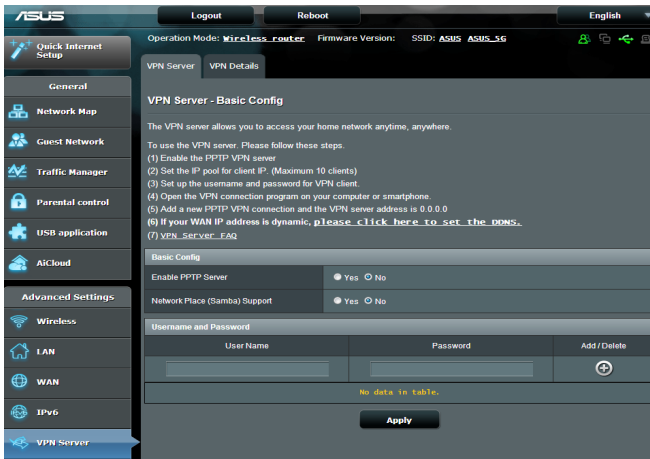 ASUS
Logout
Reboot
English
Quick Internet Setup
Operation Mode: Wireless router Firmware Version: SSID: ASUS ASUS_5G
VPN Server
VPN Details
General
Network Map
Guest Network
Traffic Manager
Parental control
USB application
AiCloud
Advanced Settings
Wireless
LAN
WAN
IPv6
VPN Server
VPN Server - Basic Config
The VPN server allows you to access your home network anytime, anywhere.
To use the VPN server. Please follow these steps.
(1) Enable the PPTP VPN server
(2) Set the IP pool for client IP. (Maximum 10 clients)
(3) Set up the username and password for VPN client.
(4) Open the VPN connection program on your computer or smartphone.
(5) Add a new PPTP VPN connection and the VPN server address is 0.0.0.0
(6) If your WAN IP address is dynamic, please click here to set the DDNS.
(7) VPN Server FAQ
Basic Config
Enable PPTP Server Yes No
Network Place (Samba) Support Yes No
Username and Password
User Name Password Add / Delete
No data in table.
Apply